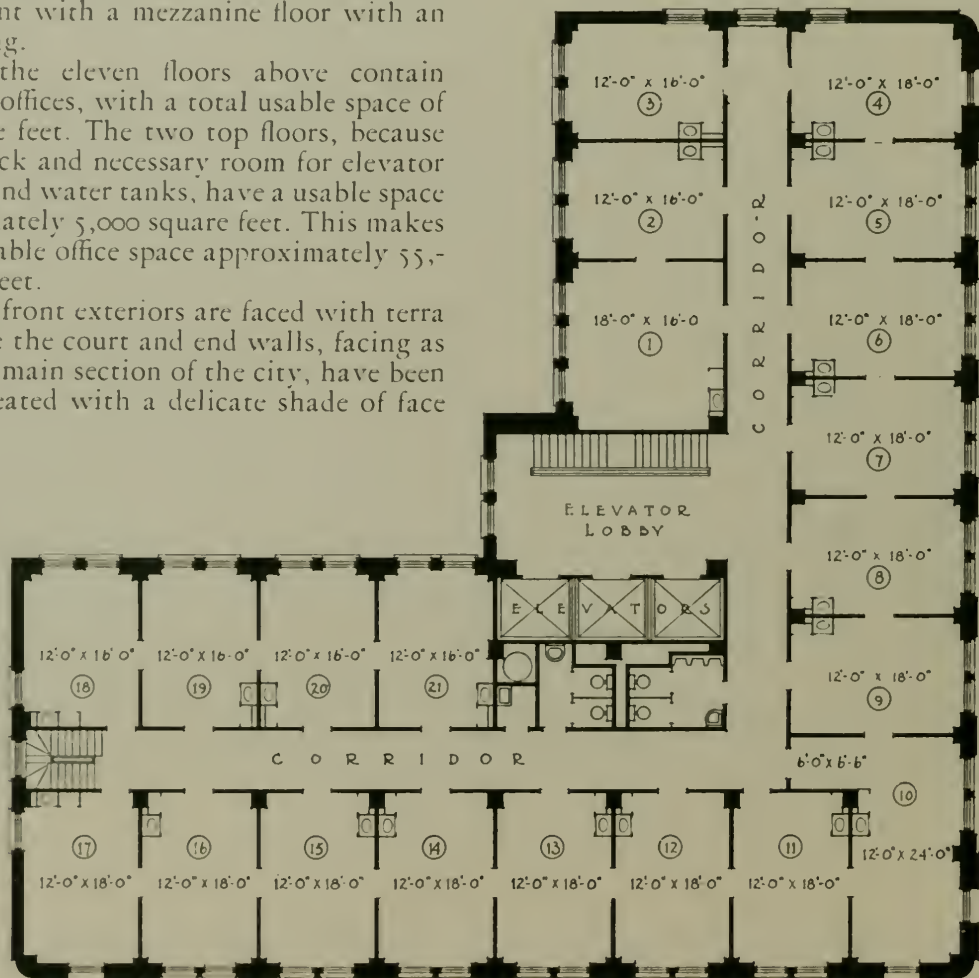 nt with a mezzanine floor with an
g.
the eleven floors above contain
offices, with a total usable space of
e feet. The two top floors, because
ck and necessary room for elevator
nd water tanks, have a usable space
ately 5,000 square feet. This makes
able office space approximately 55,-
eet.
front exteriors are faced with terra
e the court and end walls, facing as
main section of the city, have been
eated with a delicate shade of face
12'-0" X 16'-0"
3
12'-0" X 18'-0"
4
12'-0" X 16'-0"
2
12'-0" X 18'-0"
5
18'-0" X 16'-0
1
12'-0" X 18'-0"
6
CORRIDOR
12'-0" X 18'-0"
7
ELEVATOR
LOBBY
12'-0" X 18'-0"
8
ELEVATORS
12'-0" X 16'-0"
18
12'-0" X 16'-0"
19
12'-0" X 16'-0"
20
12'-0" X 16'-0"
21
12'-0" X 18'-0"
9
CORRIDOR
6'-0" X 6'-6"
10
12'-0" X 24'-0"
17
16
15
14
13
12
11
12'-0" X 18'-0"
12'-0" X 18'-0"
12'-0" X 18'-0"
12'-0" X 18'-0"
12'-0" X 18'-0"
12'-0" X 18'-0"
12'-0" X 18'-0"